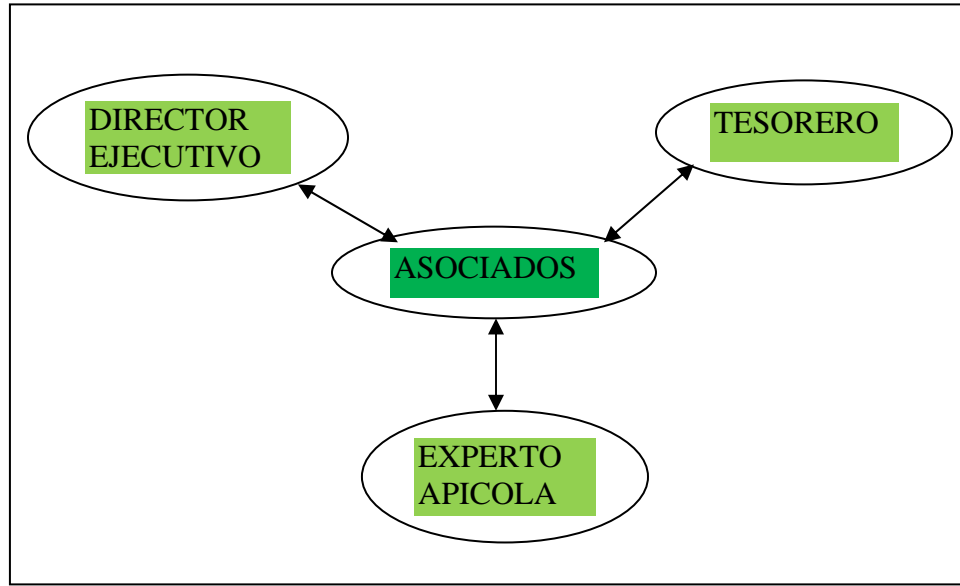 DIRECTOR
EJECUTIVO
TESORERO
ASOCIADOS
EXPERTO
APICOLA